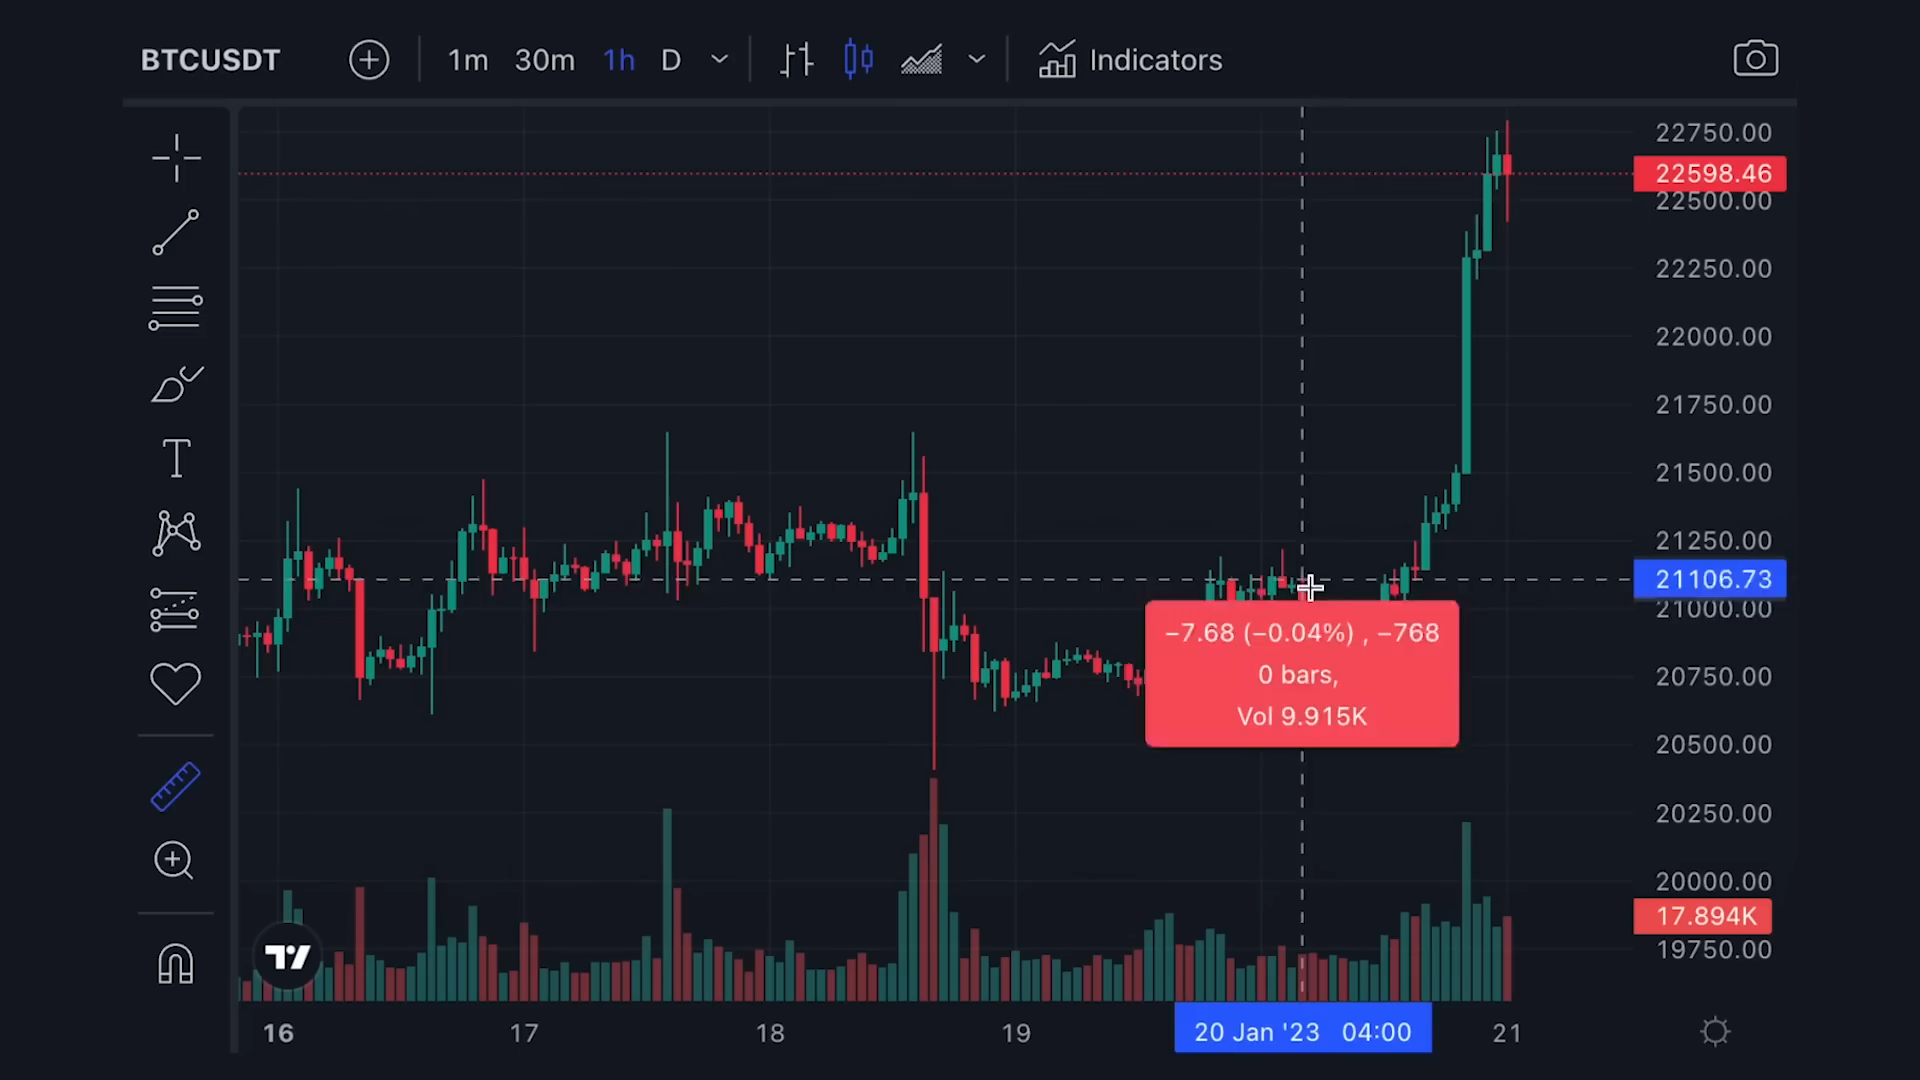 BTCUSDT 1m 30m 1h D Indicators
22750.00
22598.46
22500.00
22250.00
22000.00
21750.00
21500.00
21250.00
21106.73
21000.00
20750.00
20500.00
20250.00
20000.00
17.894K
19750.00
−7.68 (−0.04%) , −768
0 bars,
Vol 9.915K
16 17 18 19 20 Jan '23 04:00 21